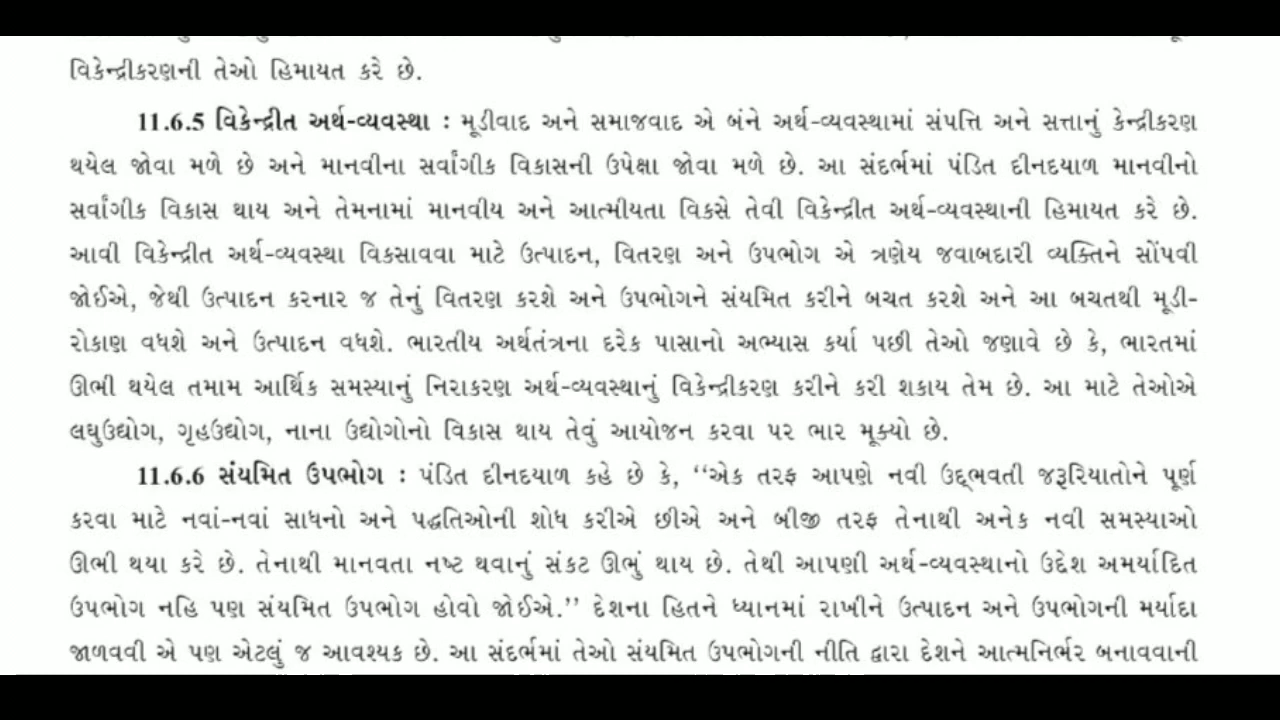 વિકેન્દ્રીકરણની તેઓ હિમાયત કરે છે.
11.6.5 વિકેન્દ્રીત અર્થ-વ્યવસ્થા : મૂડીવાદ અને સમાજવાદ એ બંને અર્થ-વ્યવસ્થામાં સંપત્તિ અને સત્તાનું કેન્દ્રીકરણ
થયેલ જોવા મળે છે અને માનવીના સર્વાંગીક વિકાસની ઉપેક્ષા જોવા મળે છે. આ સંદર્ભમાં પંડિત દીનદયાળ માનવીનો
સર્વાંગીક વિકાસ થાય અને તેમનામાં માનવીય અને આત્મીયતા વિકસે તેવી વિકેન્દ્રીત અર્થ-વ્યવસ્થાની હિમાયત કરે છે.
આવી વિકેન્દ્રીત અર્થ-વ્યવસ્થા વિકસાવવા માટે ઉત્પાદન, વિતરણ અને ઉપભોગ એ ત્રણેય જવાબદારી વ્યક્તિને સોંપવી
જોઈએ, જેથી ઉત્પાદન કરનાર જ તેનું વિતરણ કરશે અને ઉપભોગને સંયમિત કરીને બચત કરશે અને આ બચતથી મૂડી-
રોકાણ વધશે અને ઉત્પાદન વધશે. ભારતીય અર્થતંત્રના દરેક પાસાનો અભ્યાસ કર્યા પછી તેઓ જણાવે છે કે, ભારતમાં
ઊભી થયેલ તમામ આર્થિક સમસ્યાનું નિરાકરણ અર્થ-વ્યવસ્થાનું વિકેન્દ્રીકરણ કરીને કરી શકાય તેમ છે. આ માટે તેઓએ
લઘુઉદ્યોગ, ગૃહઉદ્યોગ, નાના ઉદ્યોગોનો વિકાસ થાય તેવું આયોજન કરવા પર ભાર મૂક્યો છે.
11.6.6 સંયમિત ઉપભોગ : પંડિત દીનદયાળ કહે છે કે, ‘‘એક તરફ આપણે નવી ઉદ્દભવતી જરૂરિયાતોને પૂર્ણ
કરવા માટે નવાં-નવાં સાધનો અને પદ્ધતિઓની શોધ કરીએ છીએ અને બીજી તરફ તેનાથી અનેક નવી સમસ્યાઓ
ઊભી થયા કરે છે. તેનાથી માનવતા નષ્ટ થવાનું સંકટ ઊભું થાય છે. તેથી આપણી અર્થ-વ્યવસ્થાનો ઉદેશ અમર્યાદિત
ઉપભોગ નહિ પણ સંયમિત ઉપભોગ હોવો જોઈએ.’’ દેશના હિતને ધ્યાનમાં રાખીને ઉત્પાદન અને ઉપભોગની મર્યાદા
જાળવવી એ પણ એટલું જ આવશ્યક છે. આ સંદર્ભમાં તેઓ સંયમિત ઉપભોગની નીતિ દ્વારા દેશને આત્મનિર્ભર બનાવવાની